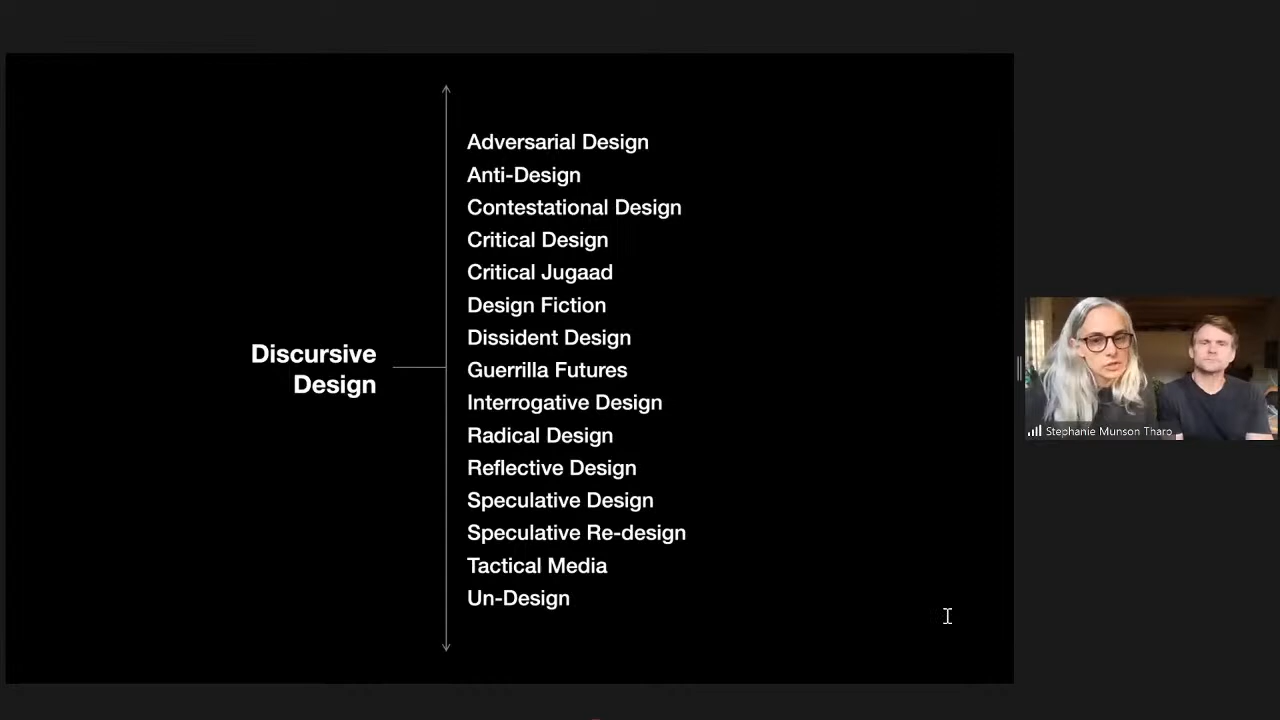 Discursive
Design
Adversarial Design
Anti-Design
Contestational Design
Critical Design
Critical Jugaad
Design Fiction
Dissident Design
Guerrilla Futures
Interrogative Design
Radical Design
Reflective Design
Speculative Design
Speculative Re-design
Tactical Media
Un-Design
Stephanie Munson Tharp